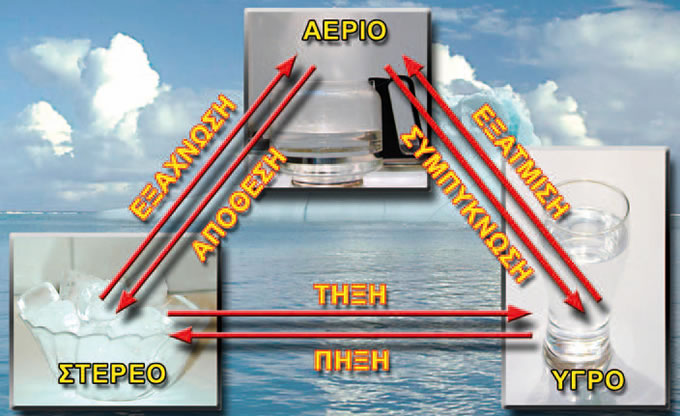 ΑΕΡΙΟ
ΕΞΑΧΝΩΣΗ
ΑΠΟΘΕΣΗ
ΕΞΑΤΜΙΣΗ
ΣΥΜΠΥΚΝΩΣΗ
ΤΗΞΗ
ΠΗΞΗ
ΣΤΕΡΕΟ
ΥΓΡΟ